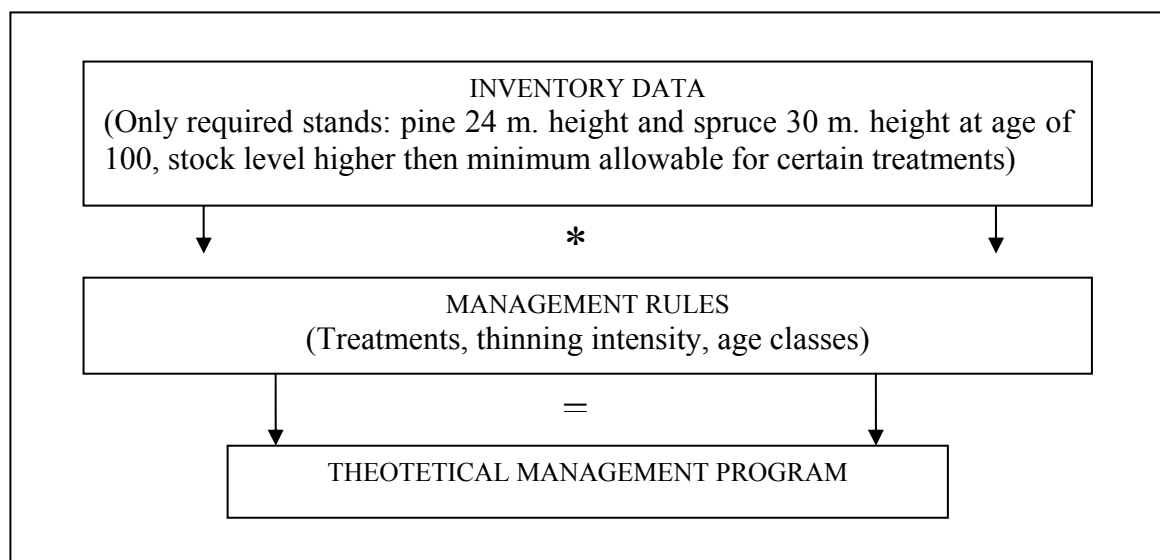 INVENTORY DATA
(Only required stands: pine 24 m. height and spruce 30 m. height at age of
100, stock level higher then minimum allowable for certain treatments)
*
MANAGEMENT RULES
(Treatments, thinning intensity, age classes)
=
THEOTETICAL MANAGEMENT PROGRAM